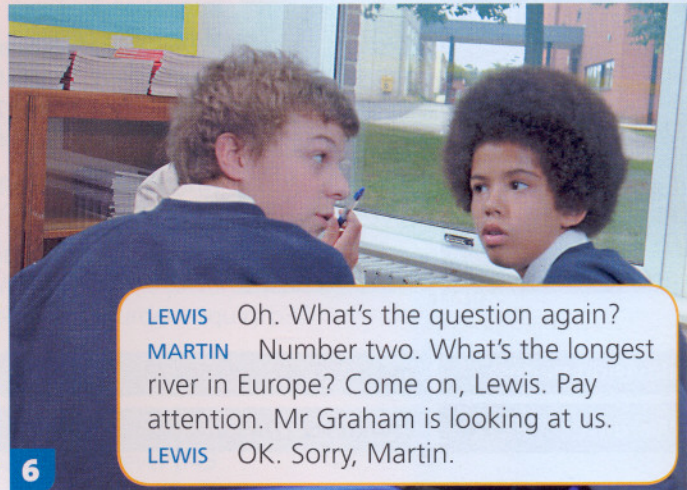 LEWIS Oh. What's the question again?
MARTIN Number two. What's the longest
river in Europe? Come on, Lewis. Pay
attention. Mr Graham is looking at us.
LEWIS OK. Sorry, Martin.
6